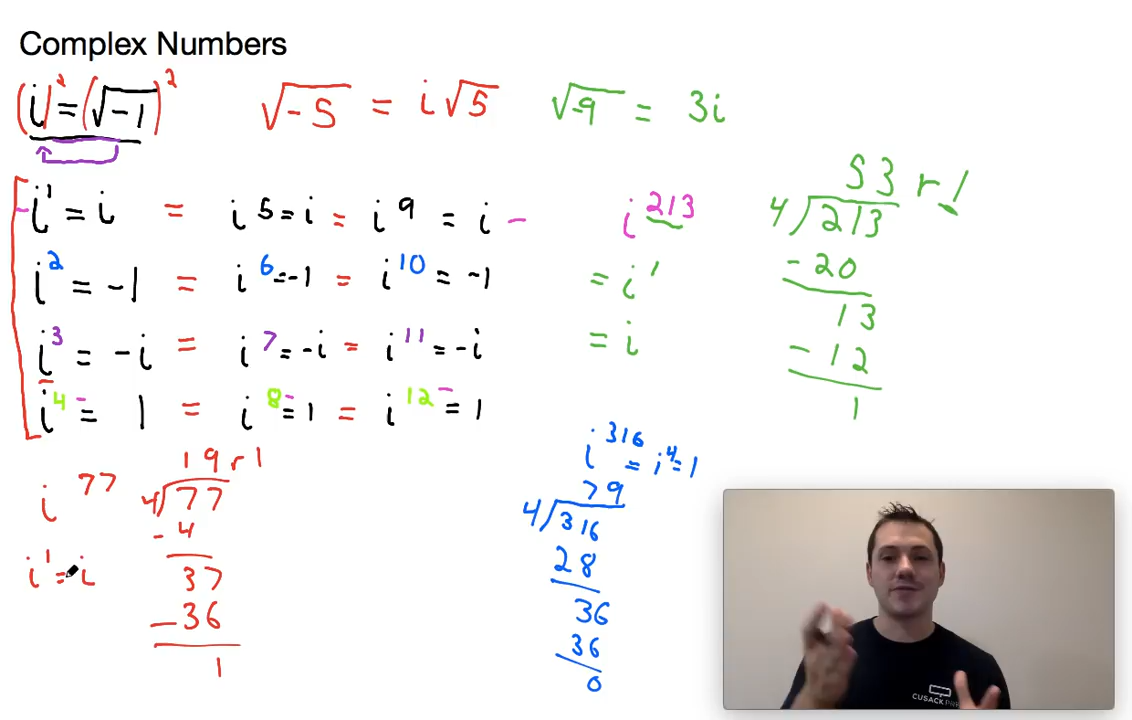 Complex Numbers
(i)² = (√-1)²
√-5 = i√5
√-9 = 3i
i¹ = i = i⁵ = i = i⁹ = i
i² = -1 = i⁶ = -1 = i¹⁰ = -1
i³ = -i = i⁷ = -i = i¹¹ = -i
i⁴ = 1 = i⁸ = 1 = i¹² = 1
i²¹³
= i¹
= i
53 r 1
4)213
-20
13
-12
1
i⁷⁷
i¹ = i
19 r 1
4)77
-4
37
-36
1
i³¹⁶ = i⁴ = 1
79
4)316
28
36
36
0